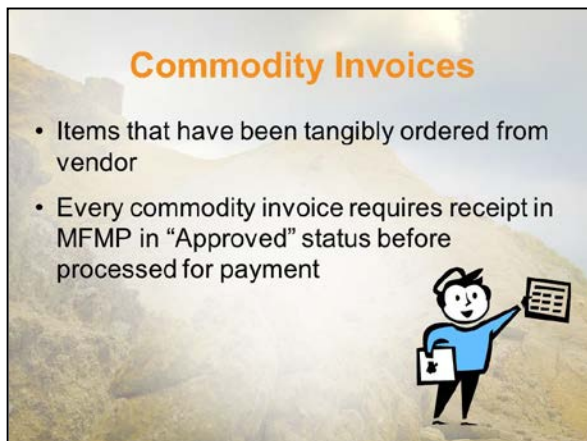 Commodity Invoices
• Items that have been tangibly ordered from
vendor
• Every commodity invoice requires receipt in
MFMP in “Approved” status before
processed for payment